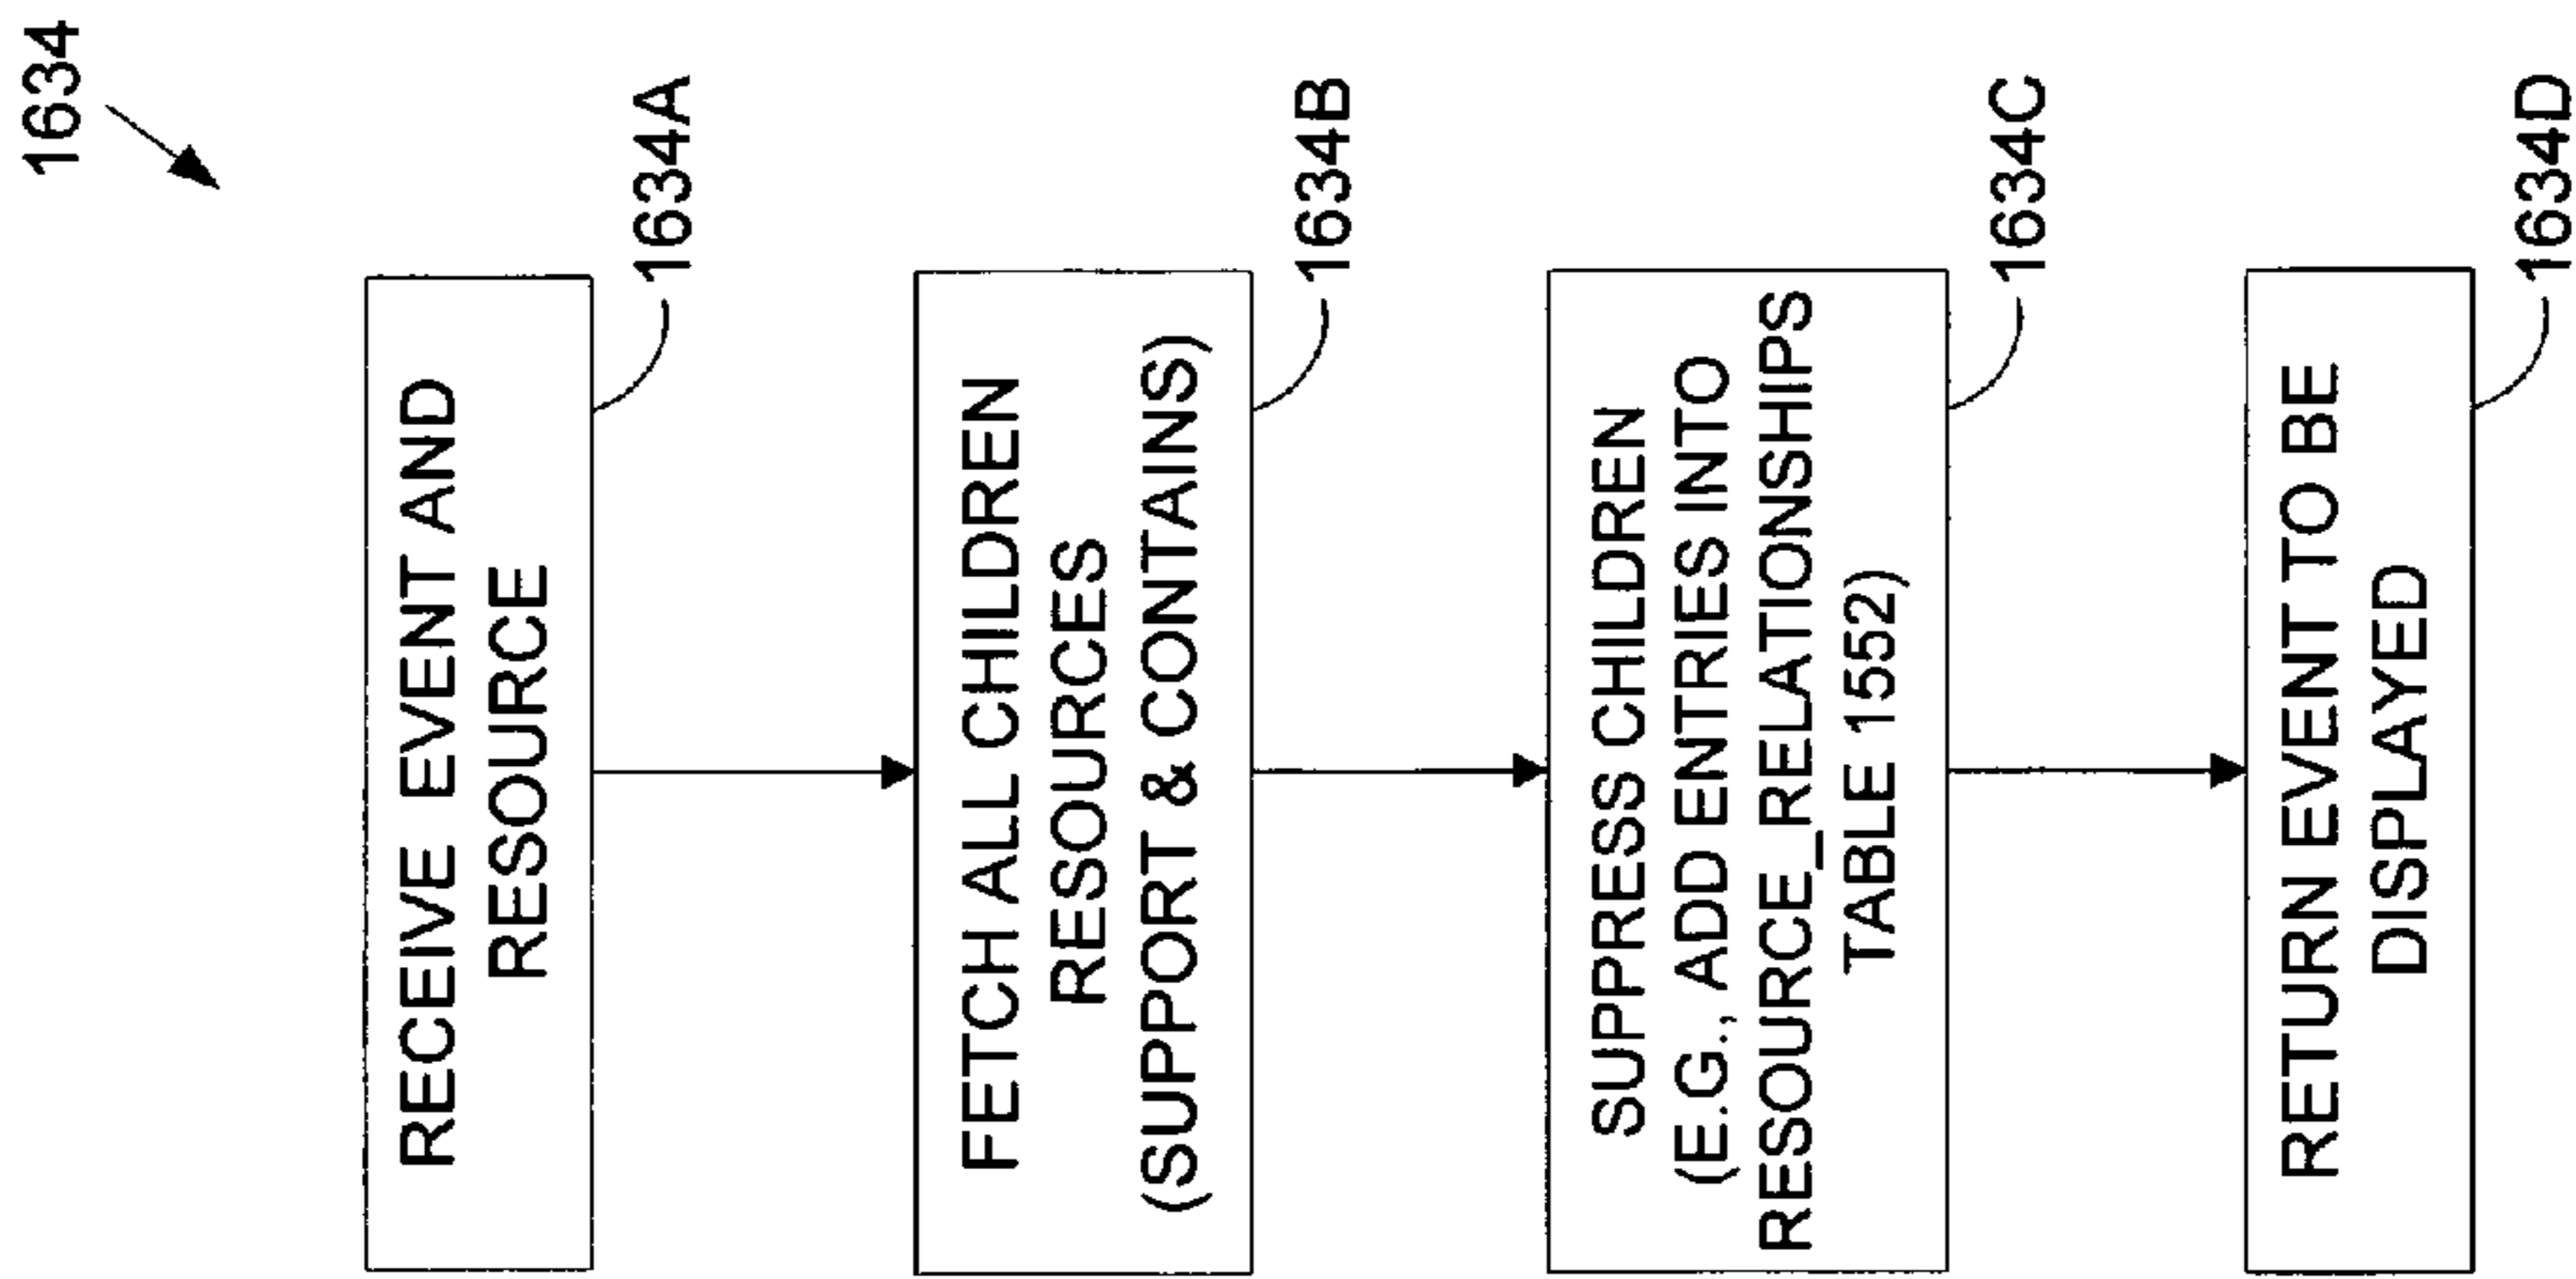 1634
RECEIVE EVENT AND
RESOURCE
1634A
FETCH ALL CHILDREN
RESOURCES
(SUPPORT & CONTAINS)
1634B
SUPPRESS CHILDREN
(E.G., ADD ENTRIES INTO
RESOURCE_RELATIONSHIPS
TABLE 1552)
1634C
RETURN EVENT TO BE
DISPLAYED
1634D